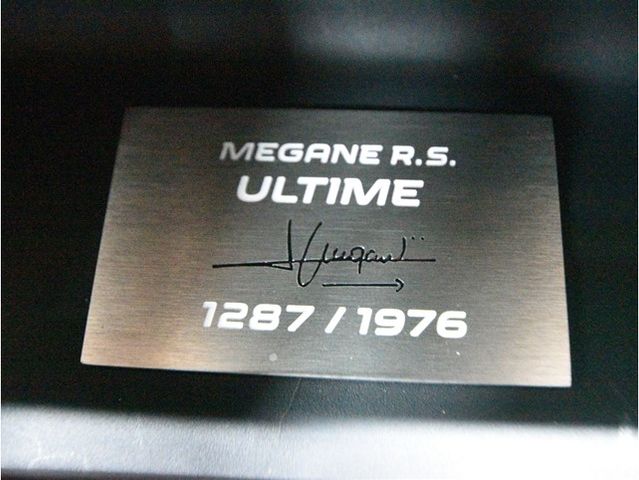 MEGANE R.S.
ULTIME
1287 / 1976